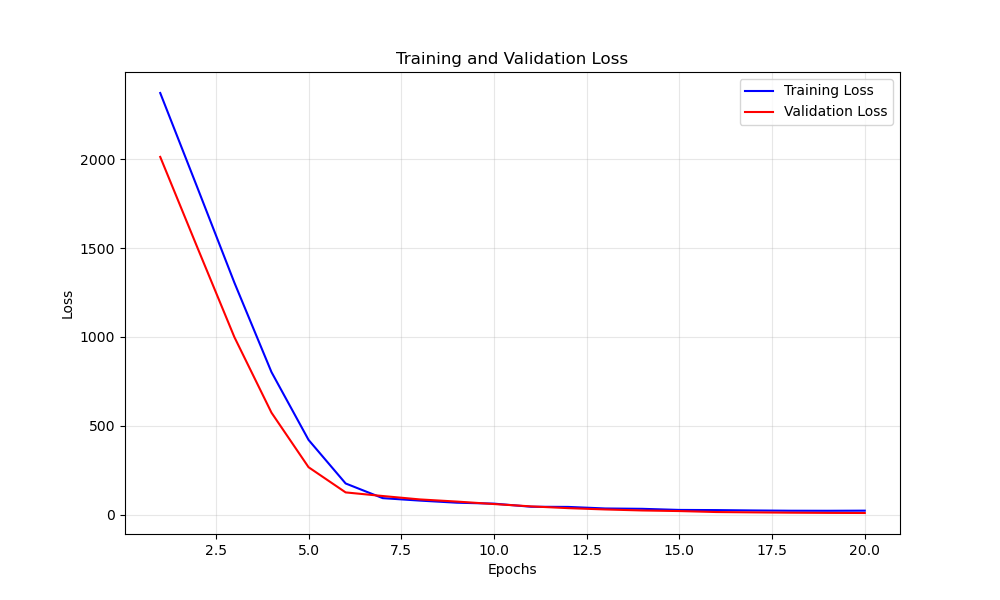 Training and Validation Loss
Training Loss
Validation Loss
2000
1500
1000
500
0
Loss
2.5 5.0 7.5 10.0 12.5 15.0 17.5 20.0
Epochs